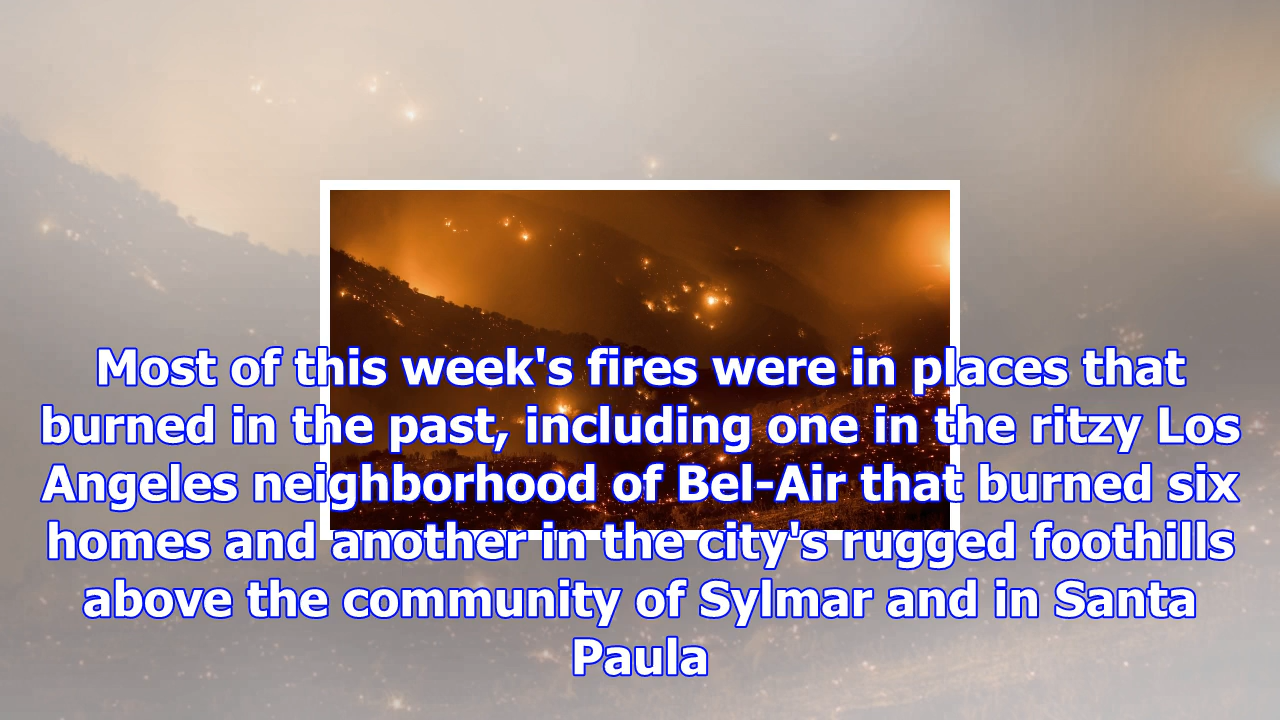 Most of this week's fires were in places that
burned in the past, including one in the ritzy Los
Angeles neighborhood of Bel-Air that burned six
homes and another in the city's rugged foothills
above the community of Sylmar and in Santa
Paula